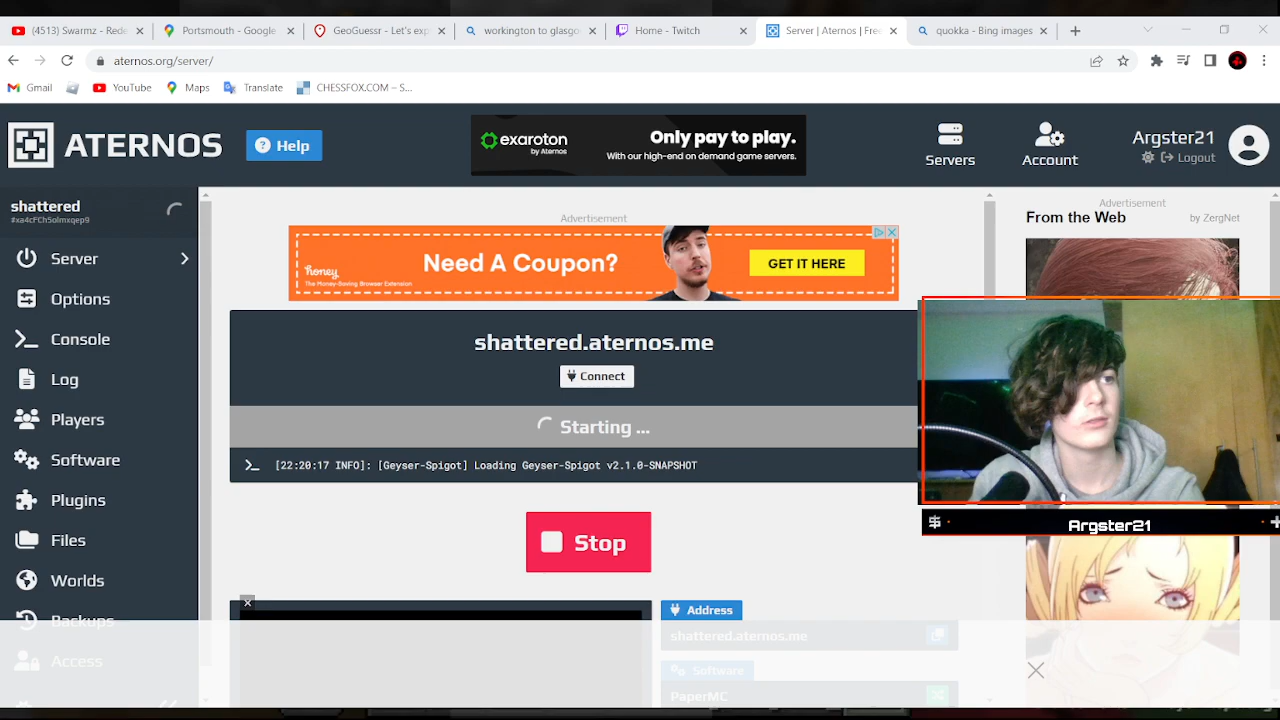 (4513) Swarmz - Rede
Portsmouth - Google
GeoGuessr - Let's exp
workington to glasgo
Home - Twitch
Server | Aternos | Free
quokka - Bing images
aternos.org/server/
Gmail
YouTube
Maps
Translate
CHESSFOX.COM – S...
ATERNOS
Help
exaroton
by Aternos
Only pay to play.
With our high-end on demand game servers.
Servers
Account
Argster21
Logout
shattered
Server
Options
Console
Log
Players
Software
Plugins
Files
Worlds
Backups
Access
Advertisement
honey
The Money-Saving Browser Extension
Need A Coupon?
GET IT HERE
shattered.aternos.me
Connect
Starting ...
[22:20:17 INFO]: [Geyser-Spigot] Loading Geyser-Spigot v2.1.0-SNAPSHOT
Stop
Address
shattered.aternos.me
Software
PaperMC
Advertisement
From the Web
by ZergNet
Argster21